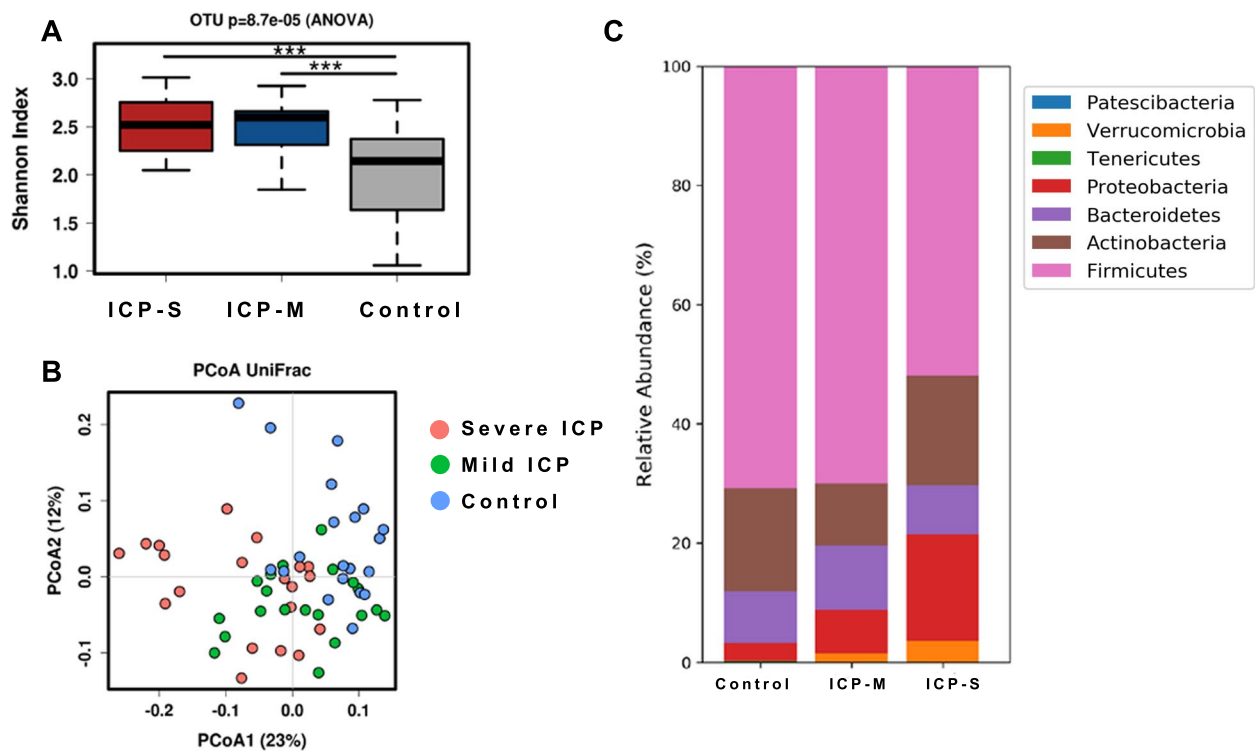 A
OTU p=8.7e-05 (ANOVA)
***
***
Shannon Index
3.0
2.5
2.0
1.5
1.0
ICP-S ICP-M Control
B
PCoA UniFrac
PCoA2 (12%)
0.2
0.1
0.0
-0.1
-0.2 -0.1 0.0 0.1
PCoA1 (23%)
Severe ICP
Mild ICP
Control
C
Relative Abundance (%)
100
80
60
40
20
0
Control ICP-M ICP-S
Patescibacteria
Verrucomicrobia
Tenericutes
Proteobacteria
Bacteroidetes
Actinobacteria
Firmicutes